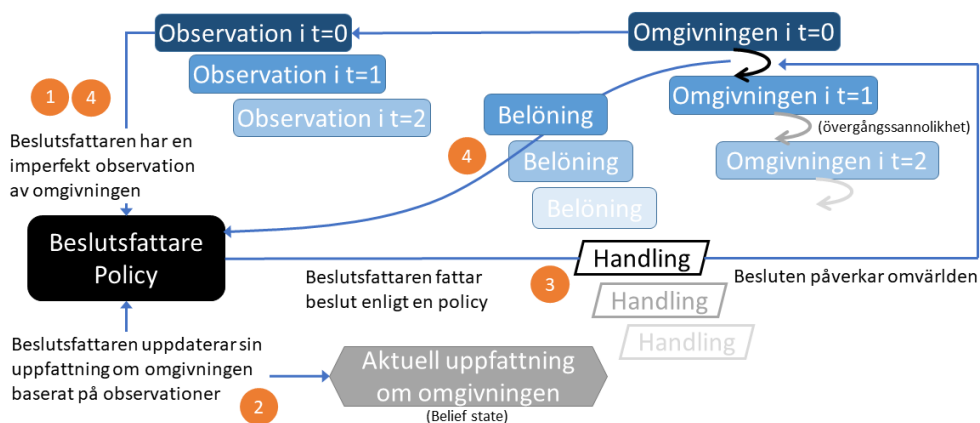 Observation i t=0
Omgivningen i t=0
Observation i t=1
Omgivningen i t=1
Observation i t=2
(övergångssannolikhet)
Omgivningen i t=2
1
4
Belöning
4
Belöning
Belöning
Beslutsfattaren har en
imperfekt observation
av omgivningen
Beslutsfattare
Policy
Beslutsfattaren fattar
beslut enligt en policy
3
Handling
Handling
Handling
Besluten påverkar omvärlden
Beslutsfattaren uppdaterar sin
uppfattning om omgivningen
baserat på observationer
2
Aktuell uppfattning
om omgivningen
(Belief state)